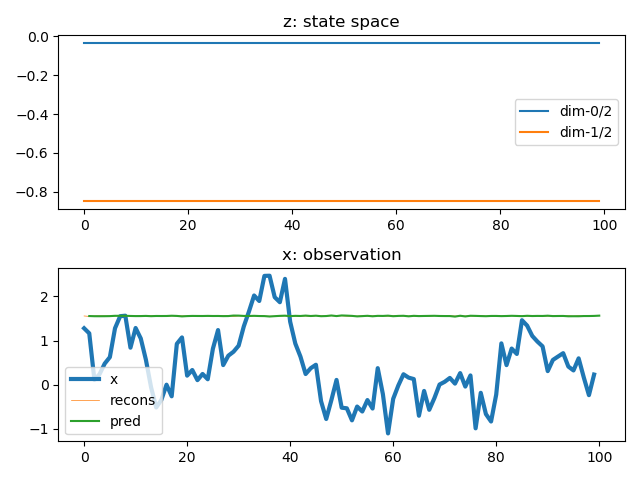 z: state space
0.0
−0.2
−0.4
−0.6
−0.8
dim-0/2
dim-1/2
0 20 40 60 80 100
x: observation
2
1
0
−1
x
recons
pred
0 20 40 60 80 100